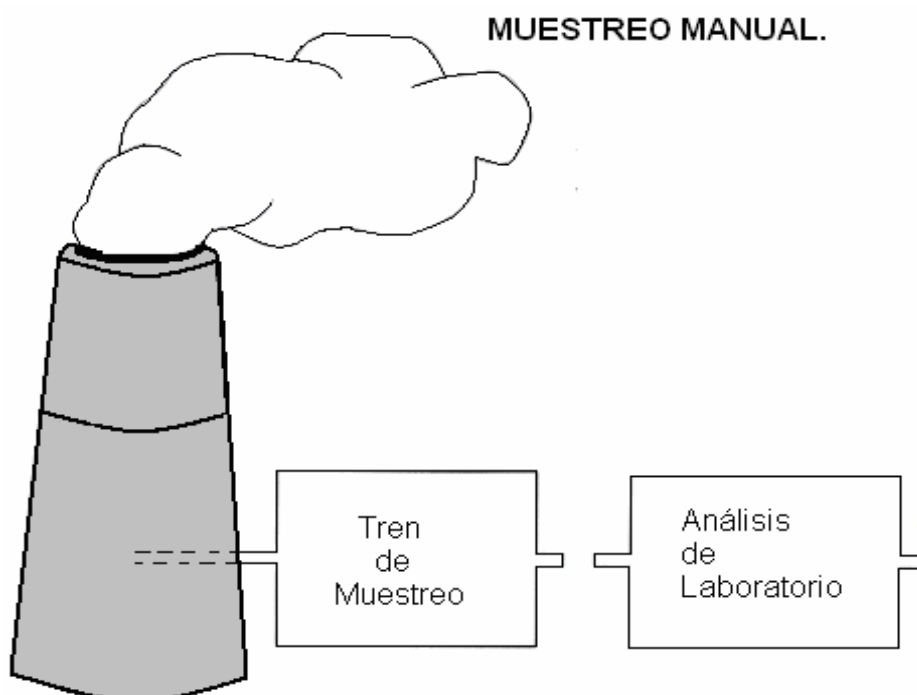 MUESTREO MANUAL.
Tren
de
Muestreo
Análisis
de
Laboratorio